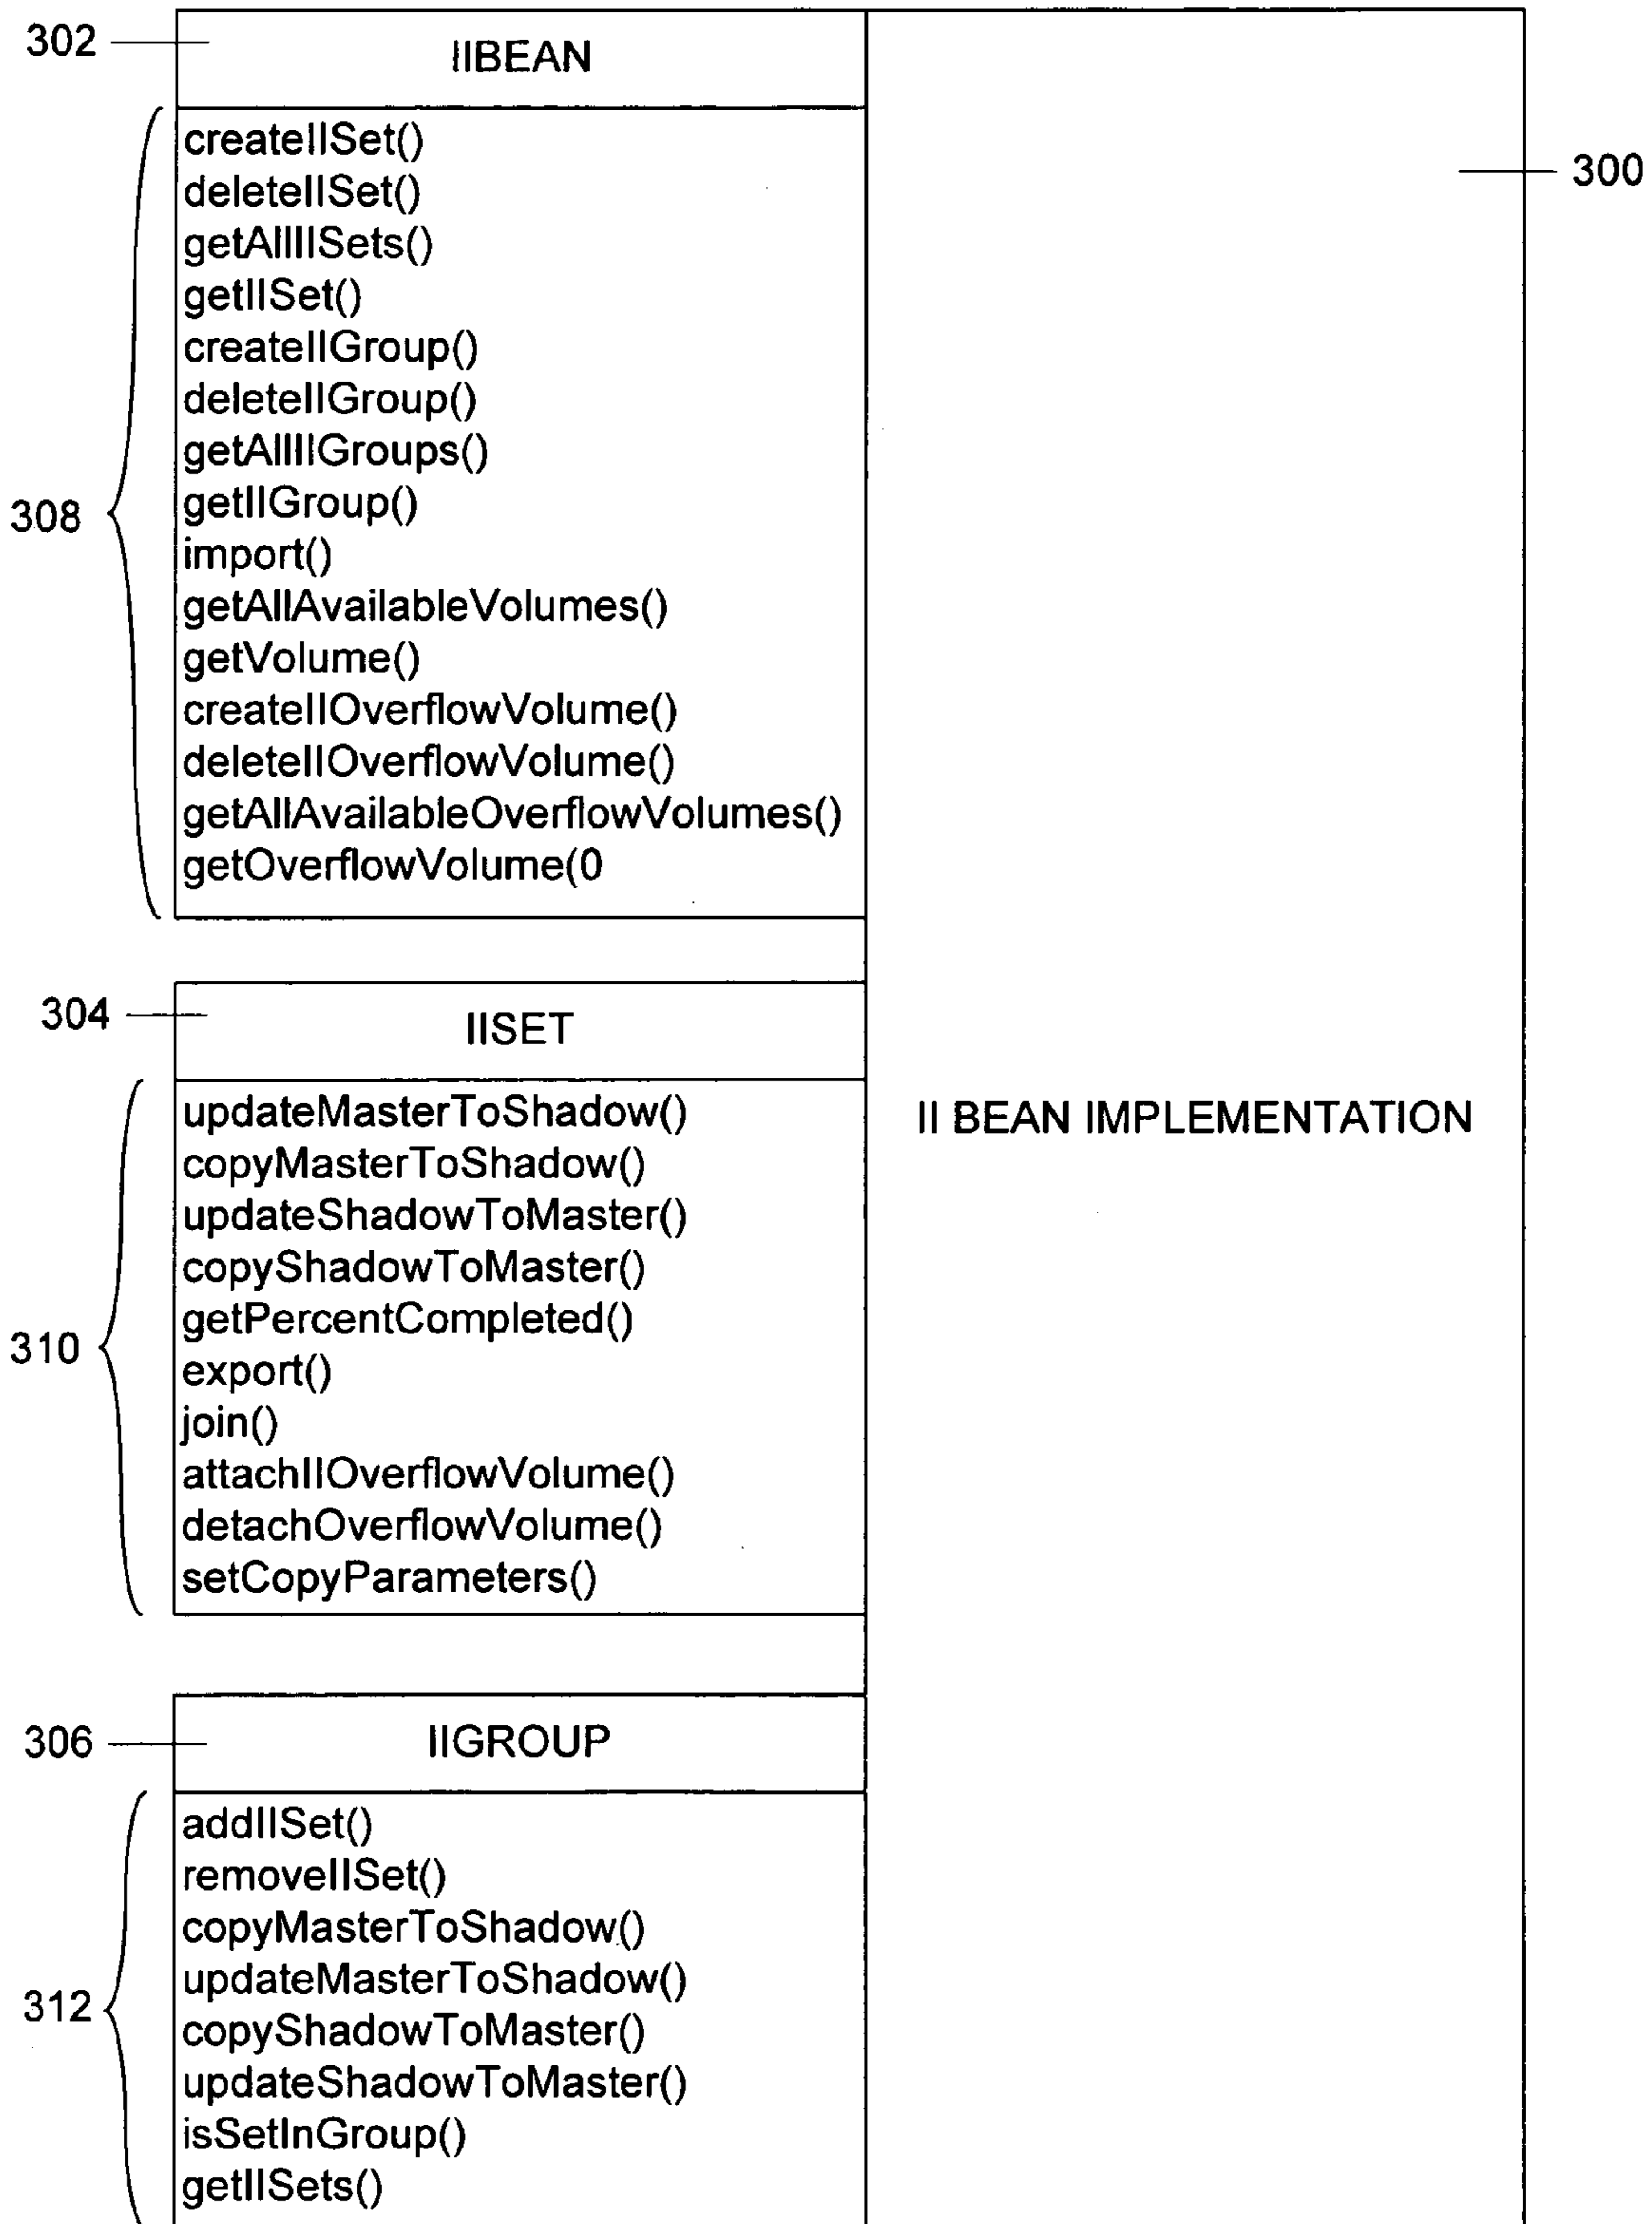 302
IIBEAN
createIISet()
deleteIISet()
300
getAllIISets()
getIISet()
createIIGroup()
deleteIIGroup()
getAllIIGroups()
308
getIIGroup()
import()
getAllAvailableVolumes()
getVolume()
createIIOverflowVolume()
deleteIIOverflowVolume()
getAllAvailableOverflowVolumes()
getOverflowVolume(0
304
IISET
updateMasterToShadow()
II BEAN IMPLEMENTATION
copyMasterToShadow()
updateShadowToMaster()
copyShadowToMaster()
getPercentCompleted()
310
export()
join()
attachIIOverflowVolume()
detachOverflowVolume()
setCopyParameters()
306
IIGROUP
addIISet()
removeIISet()
copyMasterToShadow()
updateMasterToShadow()
312
copyShadowToMaster()
updateShadowToMaster()
isSetInGroup()
getIISets()